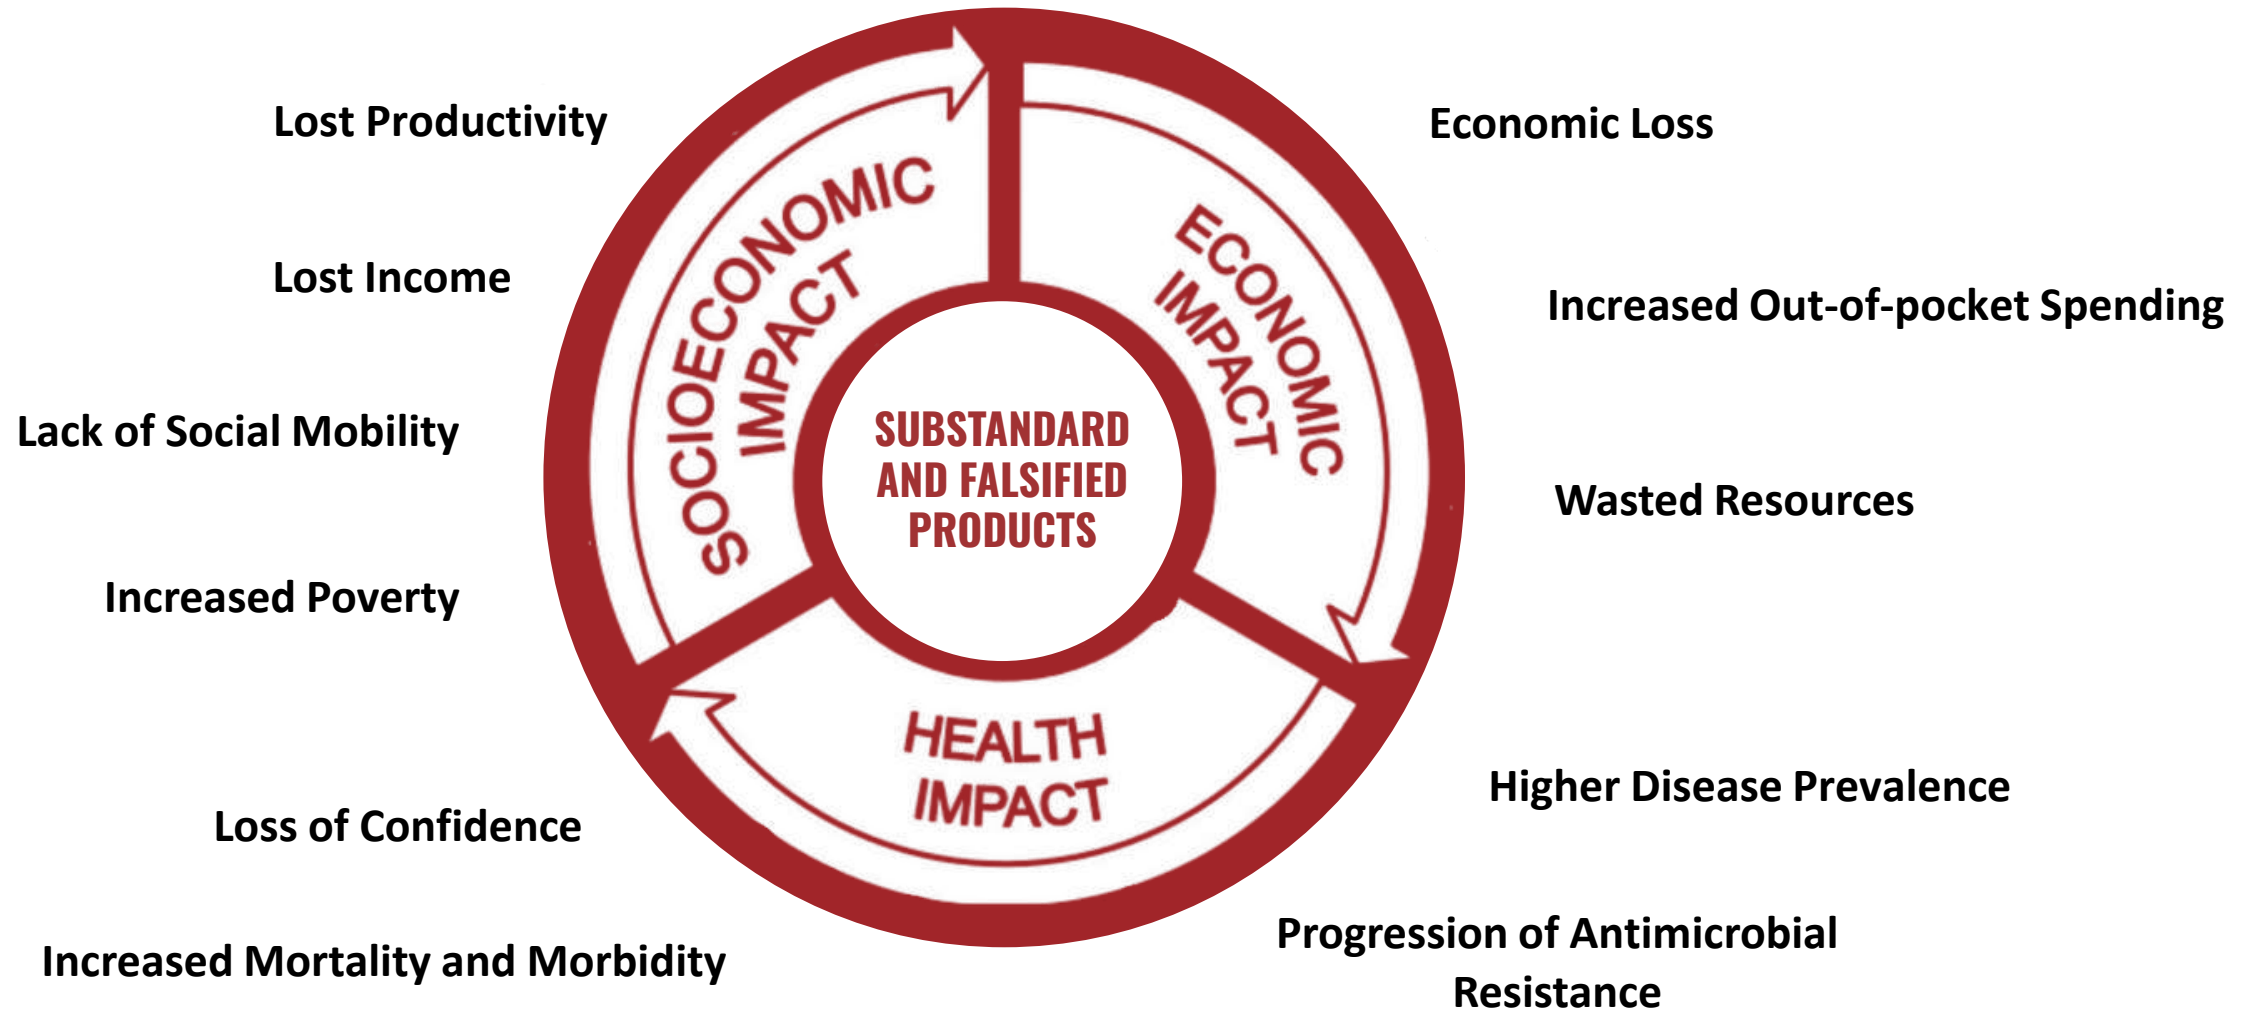 Lost Productivity
Lost Income
Lack of Social Mobility
Increased Poverty
SOCIOECONOMIC
IMPACT
ECONOMIC
IMPACT
Economic Loss
Increased Out-of-pocket Spending
Wasted Resources
SUBSTANDARD
AND FALSIFIED
PRODUCTS
HEALTH
IMPACT
Loss of Confidence
Increased Mortality and Morbidity
Higher Disease Prevalence
Progression of Antimicrobial
Resistance